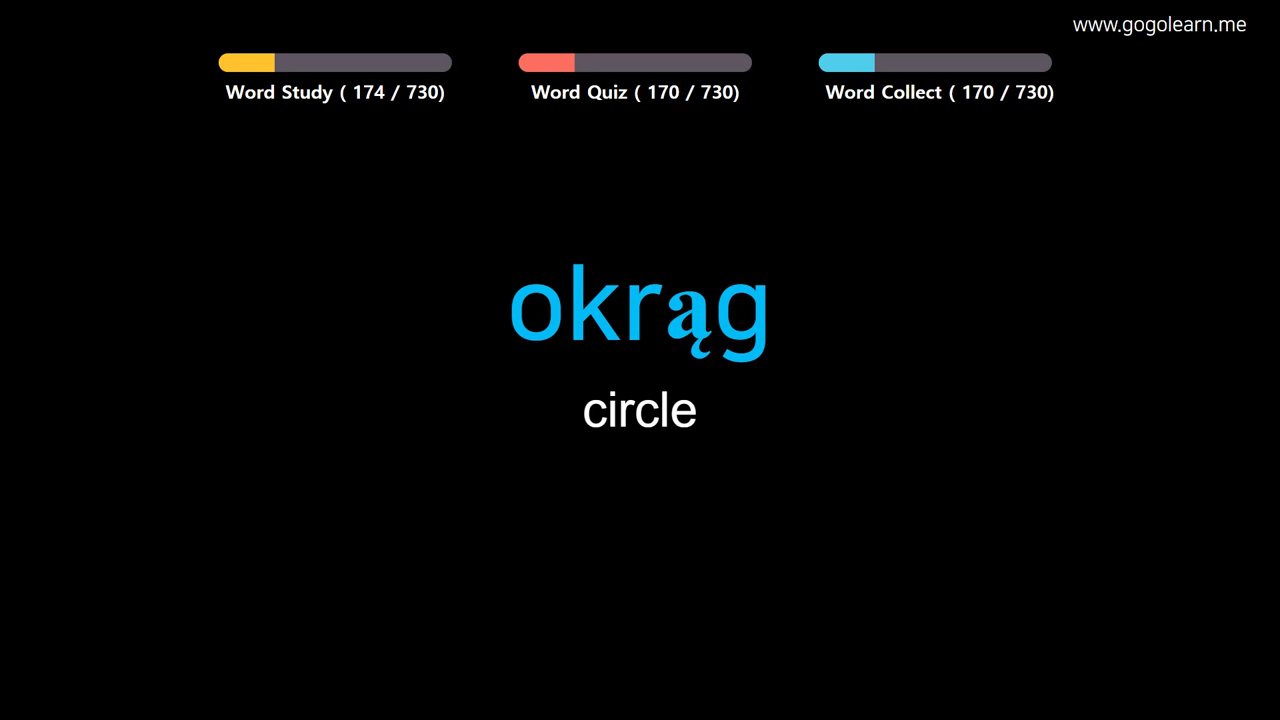 www.gogolearn.me
Word Study ( 174 / 730)
Word Quiz ( 170 / 730)
Word Collect ( 170 / 730)
okrąg
circle